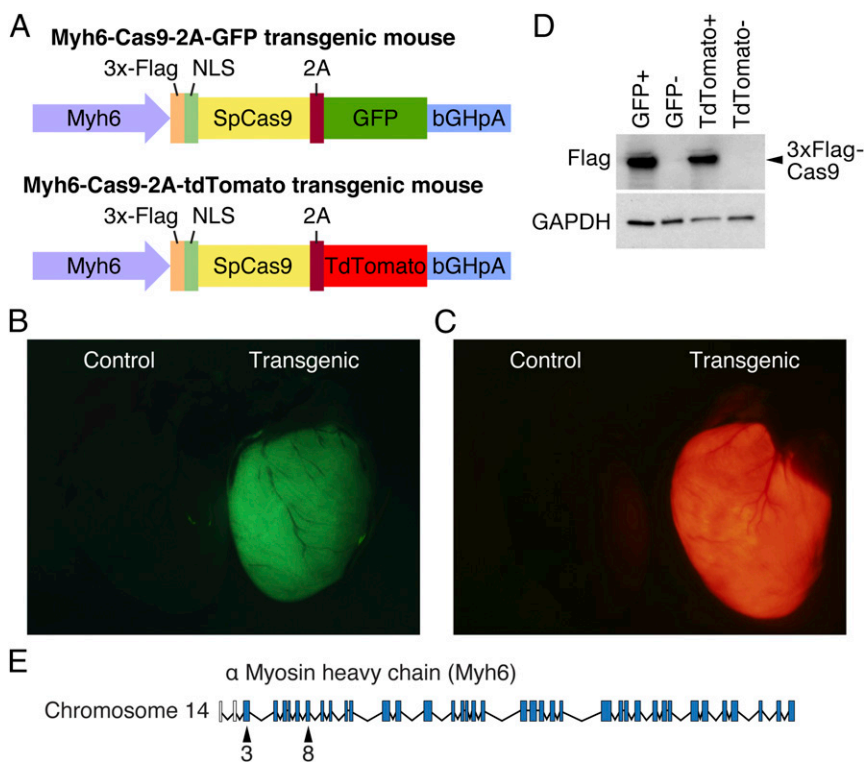 A
Myh6-Cas9-2A-GFP transgenic mouse
3x-Flag NLS 2A
Myh6 SpCas9 GFP bGHpA
Myh6-Cas9-2A-tdTomato transgenic mouse
3x-Flag NLS 2A
Myh6 SpCas9 TdTomato bGHpA
D
GFP+ GFP- TdTomato+ TdTomato-
Flag 3xFlag-
Cas9
GAPDH
B
Control Transgenic
C
Control Transgenic
E
α Myosin heavy chain (Myh6)
Chromosome 14
3 8